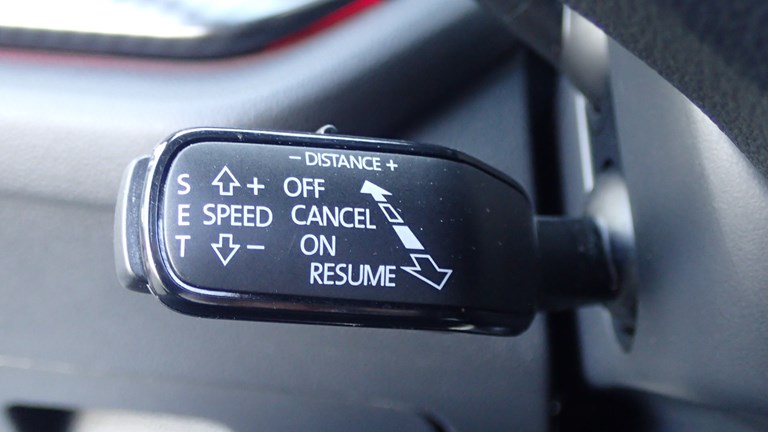 − DISTANCE +
S + OFF
E SPEED CANCEL
T − ON
RESUME